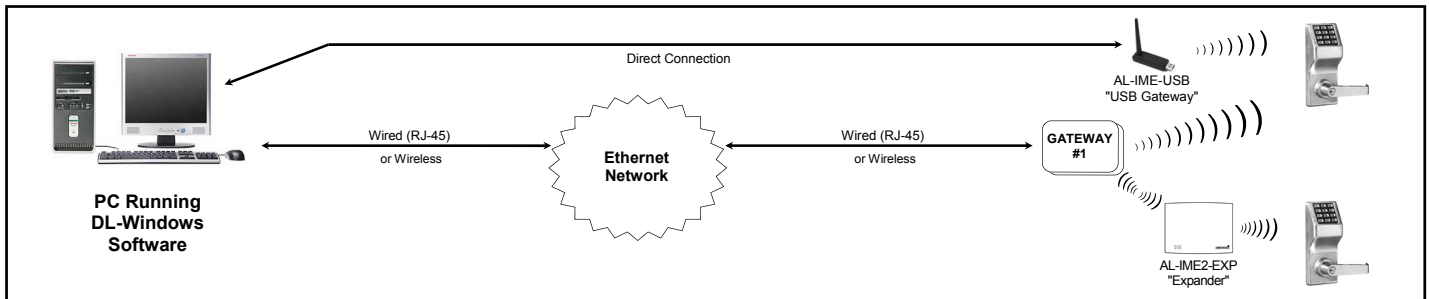 Direct Connection
AL-IME-USB
"USB Gateway"
Wired (RJ-45)
or Wireless
Ethernet
Network
Wired (RJ-45)
or Wireless
GATEWAY
#1
PC Running
DL-Windows
Software
AL-IME2-EXP
"Expander"